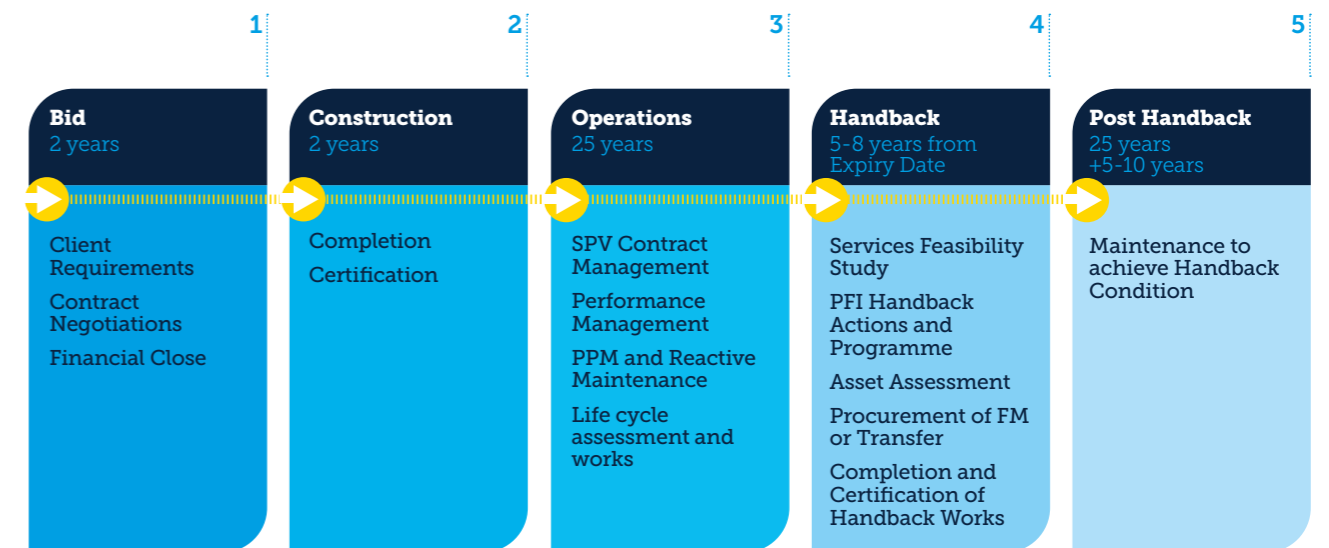 1
2
3
4
5
Bid
2 years
Client
Requirements
Contract
Negotiations
Financial Close
Construction
2 years
Completion
Certification
Operations
25 years
SPV Contract
Management
Performance
Management
PPM and Reactive
Maintenance
Life cycle
assessment and
works
Handback
5-8 years from
Expiry Date
Services Feasibility
Study
PFI Handback
Actions and
Programme
Asset Assessment
Procurement of FM
or Transfer
Completion and
Certification of
Handback Works
Post Handback
25 years
+5-10 years
Maintenance to
achieve Handback
Condition